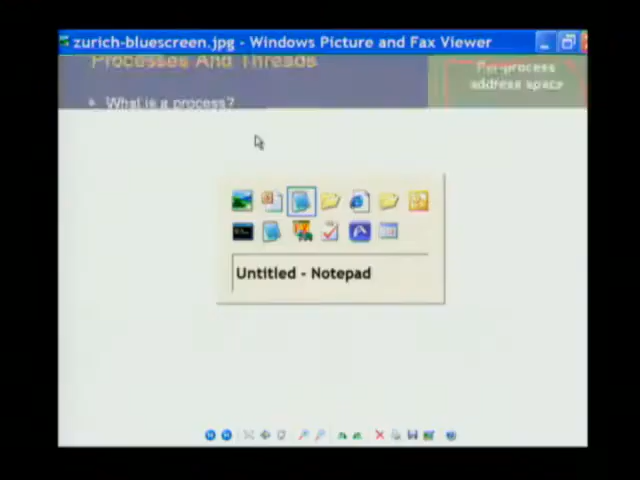 zurich-bluescreen.jpg - Windows Picture and Fax Viewer
Processes And Threads
Per-process
address space
What is a process?
Untitled - Notepad